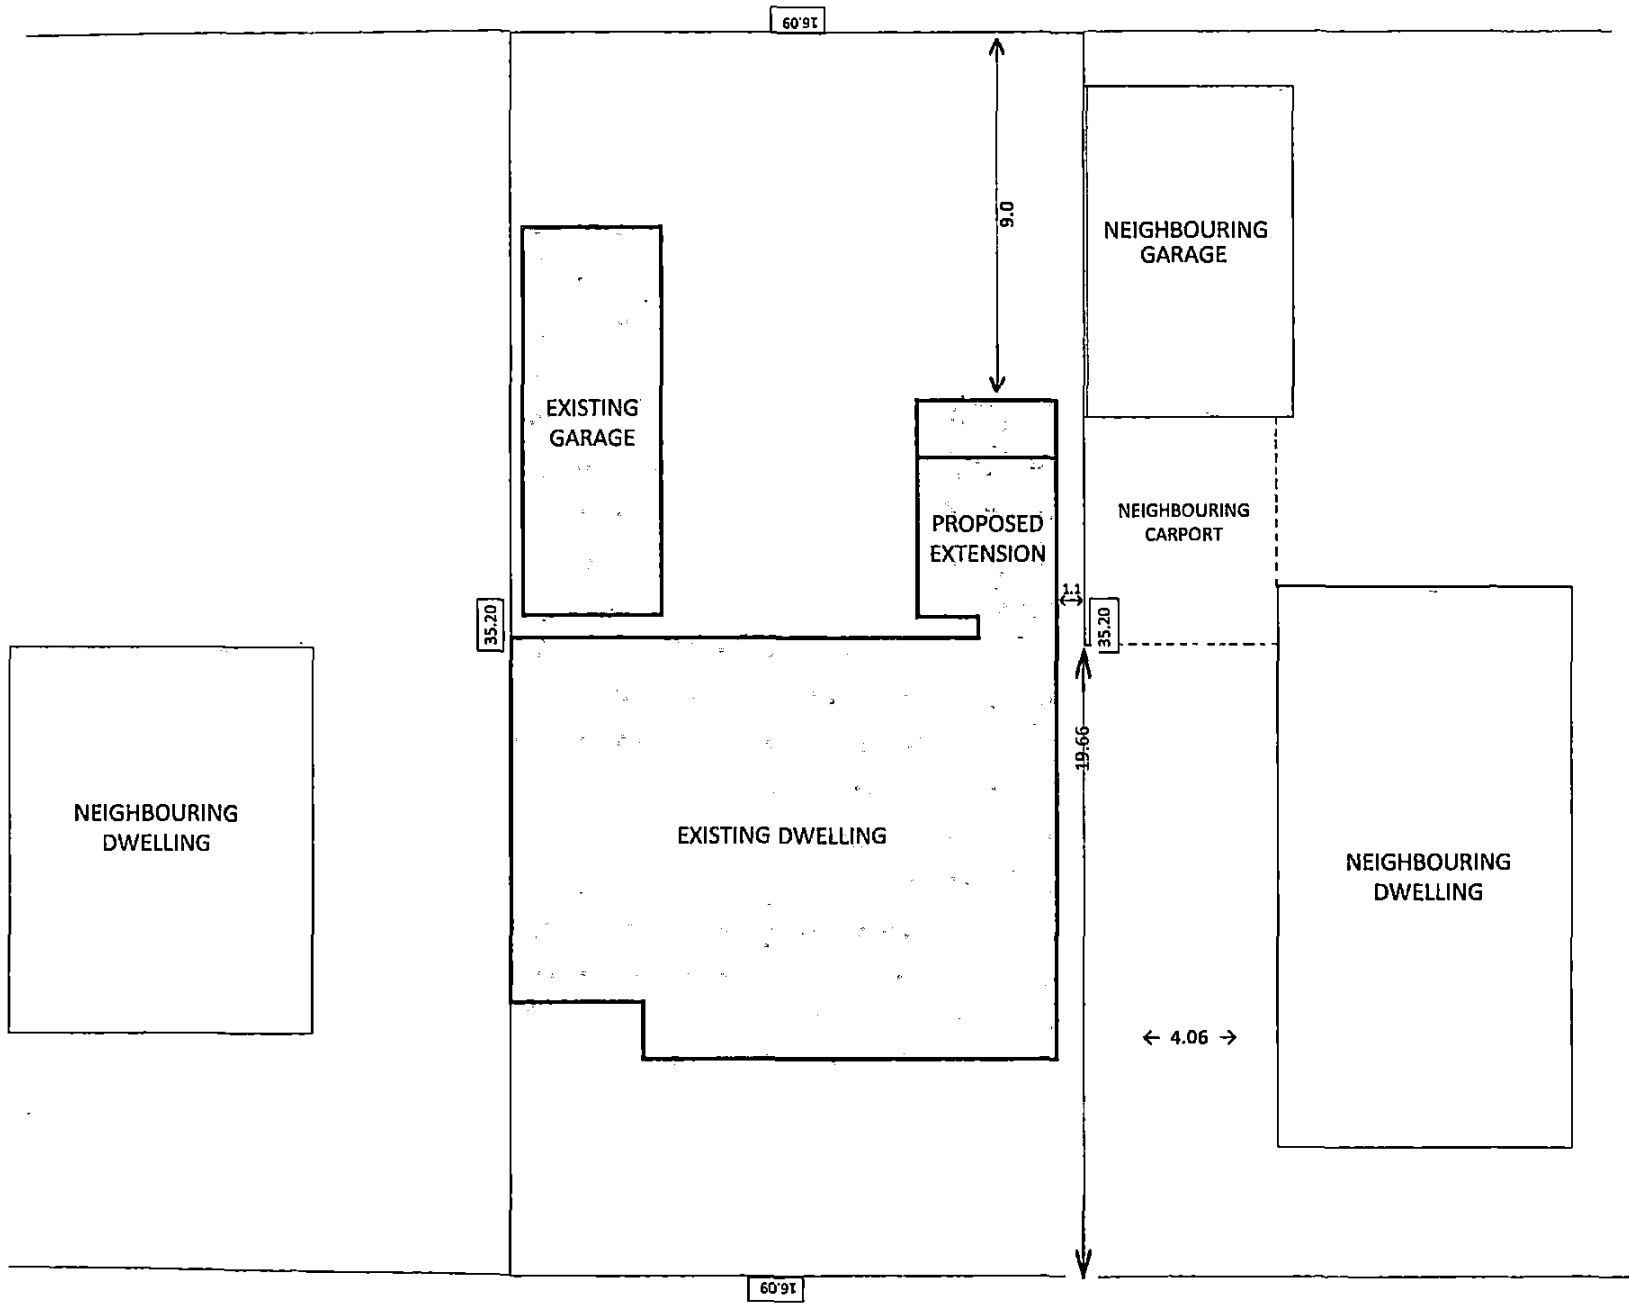 16.09
9.0
NEIGHBOURING
GARAGE
EXISTING
GARAGE
NEIGHBOURING
CARPORT
PROPOSED
EXTENSION
1.1
35.20
35.20
19.66
NEIGHBOURING
DWELLING
EXISTING DWELLING
NEIGHBOURING
DWELLING
← 4.06 →
16.09